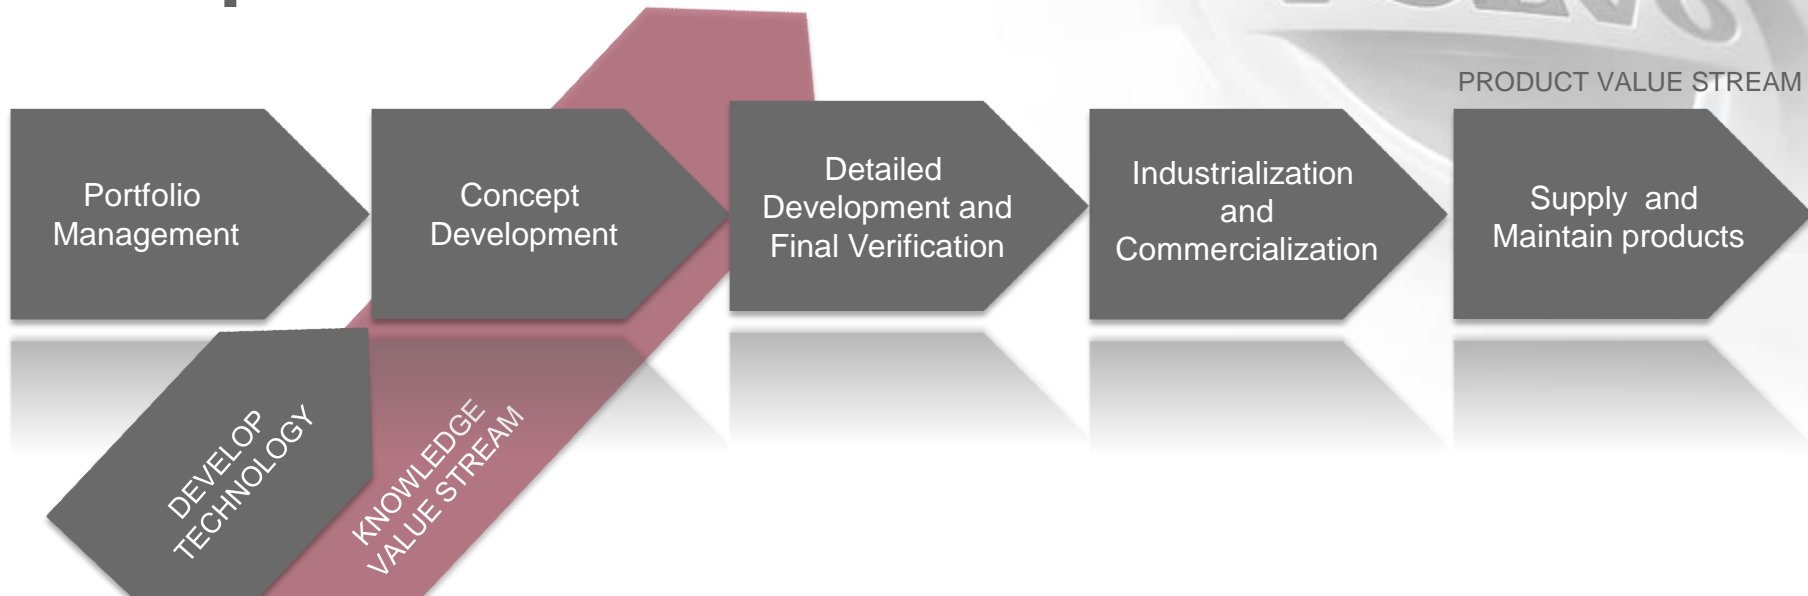 PRODUCT VALUE STREAM
Portfolio
Management
Concept
Development
Detailed
Development and
Final Verification
Industrialization
and
Commercialization
Supply and
Maintain products
DEVELOP
TECHNOLOGY
KNOWLEDGE
VALUE STREAM